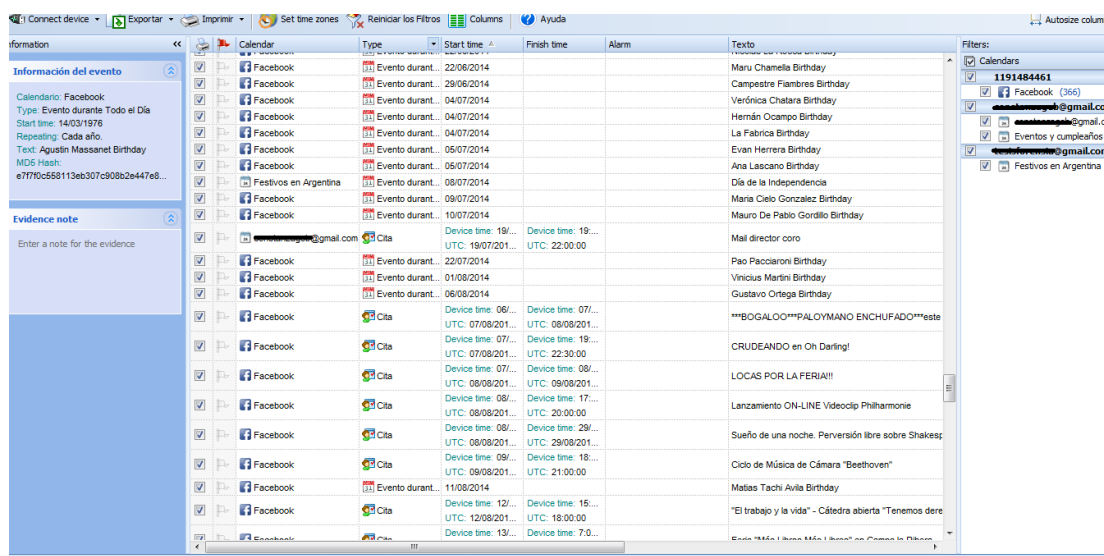 Connect device Exportar Imprimir Set time zones Reiniciar los Filtros Columns Ayuda Autosize colum
nformation
Información del evento
Calendario: Facebook
Type: Evento durante Todo el Día
Start time: 14/03/1976
Repeating: Cada año.
Text: Agustin Massanet Birthday
MD5 Hash:
e7f7f0c558113eb307c908b2e447e8...
Evidence note
Enter a note for the evidence
Calendar Type Start time Finish time Alarm Texto
Facebook Evento durant... 22/06/2014 Maru Chamella Birthday
Facebook Evento durant... 29/06/2014 Campestre Fiambres Birthday
Facebook Evento durant... 04/07/2014 Verónica Chatara Birthday
Facebook Evento durant... 04/07/2014 Hernán Ocampo Birthday
Facebook Evento durant... 04/07/2014 La Fabrica Birthday
Facebook Evento durant... 05/07/2014 Evan Herrera Birthday
Facebook Evento durant... 05/07/2014 Ana Lascano Birthday
Festivos en Argentina Evento durant... 08/07/2014 Día de la Independencia
Facebook Evento durant... 09/07/2014 Maria Cielo Gonzalez Birthday
Facebook Evento durant... 10/07/2014 Mauro De Pablo Gordillo Birthday
@gmail.com Cita Device time: 19/... Device time: 19:... Mail director coro
UTC: 19/07/201... UTC: 22:00:00
Facebook Evento durant... 22/07/2014 Pao Pacciaroni Birthday
Facebook Evento durant... 01/08/2014 Vinicius Martini Birthday
Facebook Evento durant... 06/08/2014 Gustavo Ortega Birthday
Facebook Cita Device time: 06/... Device time: 07/... ***BOGALOO***PALOYMANO ENCHUFADO***este
UTC: 07/08/201... UTC: 08/08/201...
Facebook Cita Device time: 07/... Device time: 19:... CRUDEANDO en Oh Darling!
UTC: 07/08/201... UTC: 22:30:00
Facebook Cita Device time: 07/... Device time: 08/... LOCAS POR LA FERIA!!!
UTC: 08/08/201... UTC: 09/08/201...
Facebook Cita Device time: 08/... Device time: 17:... Lanzamiento ON-LINE Videoclip Philharmonie
UTC: 08/08/201... UTC: 20:00:00
Facebook Cita Device time: 08/... Device time: 29/... Sueño de una noche. Perversión libre sobre Shakesp
UTC: 08/08/201... UTC: 29/08/201...
Facebook Cita Device time: 09/... Device time: 18:... Ciclo de Música de Cámara "Beethoven"
UTC: 09/08/201... UTC: 21:00:00
Facebook Evento durant... 11/08/2014 Matias Tachi Avila Birthday
Facebook Cita Device time: 12/... Device time: 15:... "El trabajo y la vida" - Cátedra abierta "Tenemos dere
UTC: 12/08/201... UTC: 18:00:00
Device time: 13/... Device time: 7:0...
Filters:
Calendars
1191484461
Facebook (366)
@gmail.co
@gmail.c
Eventos y cumpleaños
@gmail.com
Festivos en Argentina